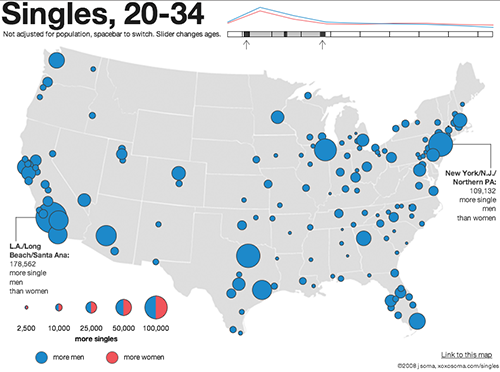 Singles, 20-34
Not adjusted for population, spacebar to switch. Slider changes ages.
New York/N.J./
Northern PA:
109,132
more single
men
than women
L.A/Long
Beach/Santa Ana:
178,562
more single
men
than women
2,500 10,000 25,000 50,000 100,000
more singles
more men more women
Link to this map
©2008 j soma, xoxosoma.com/singles